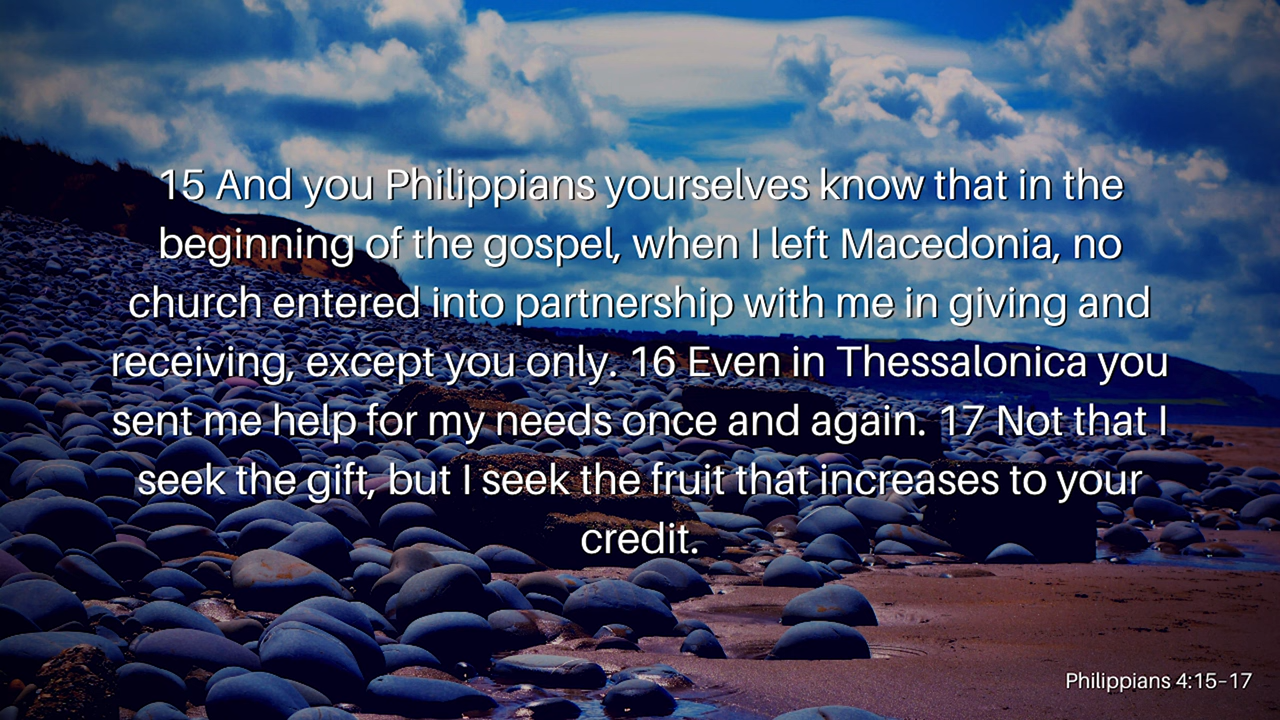 15 And you Philippians yourselves know that in the
beginning of the gospel, when I left Macedonia, no
church entered into partnership with me in giving and
receiving, except you only. 16 Even in Thessalonica you
sent me help for my needs once and again. 17 Not that I
seek the gift, but I seek the fruit that increases to your
credit.
Philippians 4:15–17